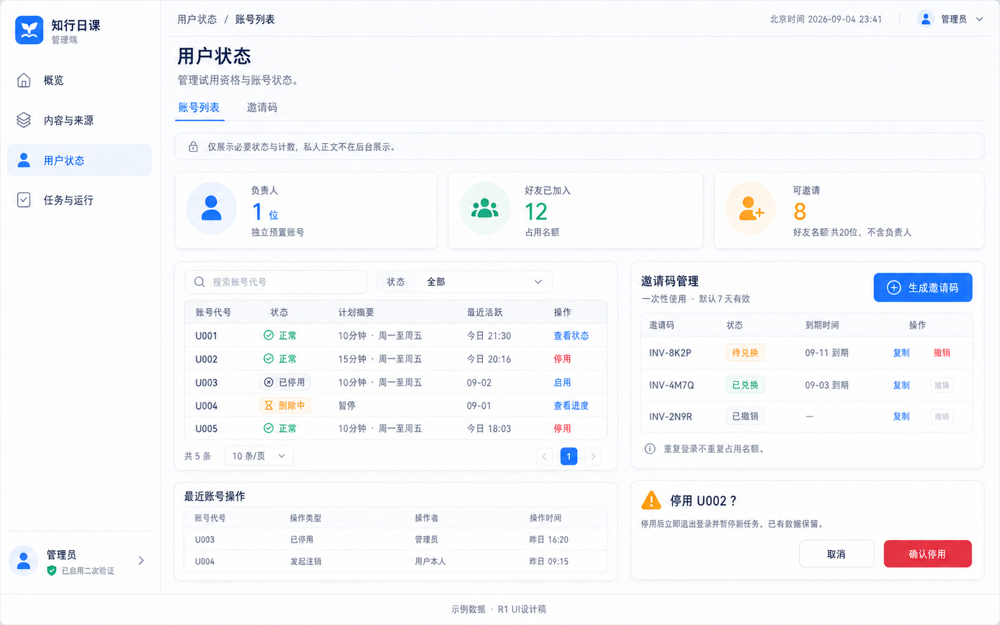 知行日课
管理端
概览
内容与来源
用户状态
任务与运行
管理员
已启用二次验证
用户状态 / 账号列表
北京时间 2026-09-04 23:41
管理员
用户状态
管理试用资格与账号状态。
账号列表 邀请码
仅展示必要状态与计数，私人正文不在后台展示。
负责人
1 位
独立预置账号
好友已加入
12
占用名额
可邀请
8
好友名额共20位，不含负责人
搜索账号代号 状态 全部
账号代号 状态 计划摘要 最近活跃 操作
U001 正常 10分钟 · 周一至周五 今日 21:30 查看状态
U002 正常 15分钟 · 周一至周五 今日 20:16 停用
U003 已停用 10分钟 · 周一至周五 09-02 启用
U004 删除中 暂停 09-01 查看进度
U005 正常 10分钟 · 周一至周五 今日 18:03 停用
共 5 条 10 条/页 1
邀请码管理
一次性使用 · 默认7天有效
生成邀请码
邀请码 状态 到期时间 操作
INV-8K2P 待兑换 09-11 到期 复制 撤销
INV-4M7Q 已兑换 09-03 到期 复制 撤销
INV-2N9R 已撤销 — 复制 撤销
重复登录不重复占用名额。
最近账号操作
账号代号 操作类型 操作者 操作时间
U003 已停用 管理员 昨日 16:20
U004 发起注销 用户本人 昨日 09:15
停用 U002？
停用后立即退出登录并暂停新任务，已有数据保留。
取消 确认停用
示例数据 · R1 UI设计稿